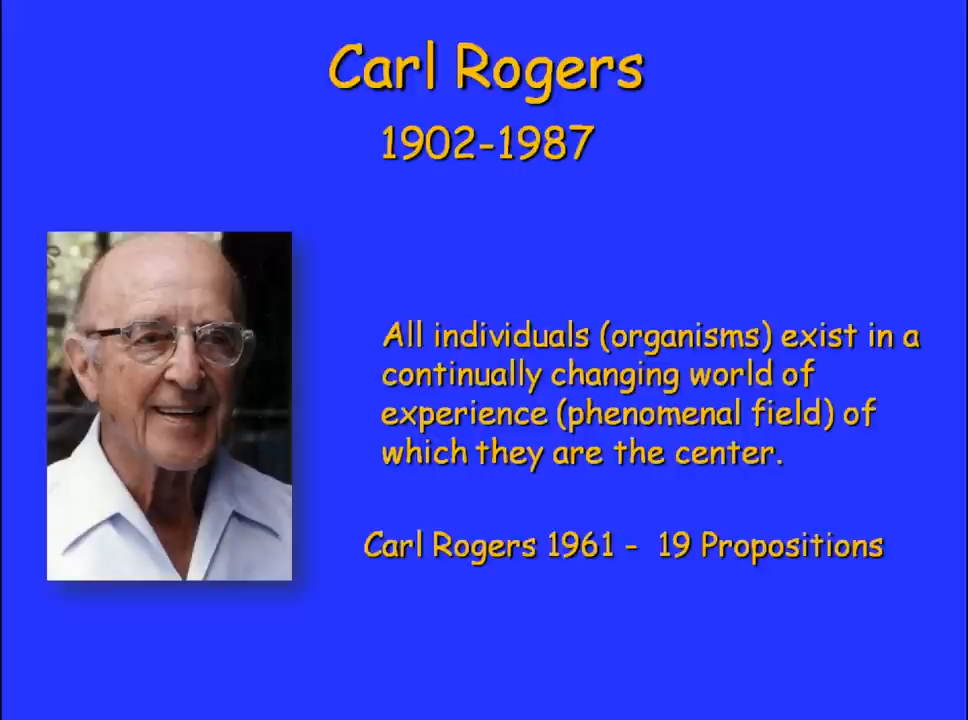 Carl Rogers
1902-1987
All individuals (organisms) exist in a
continually changing world of
experience (phenomenal field) of
which they are the center.
Carl Rogers 1961 - 19 Propositions